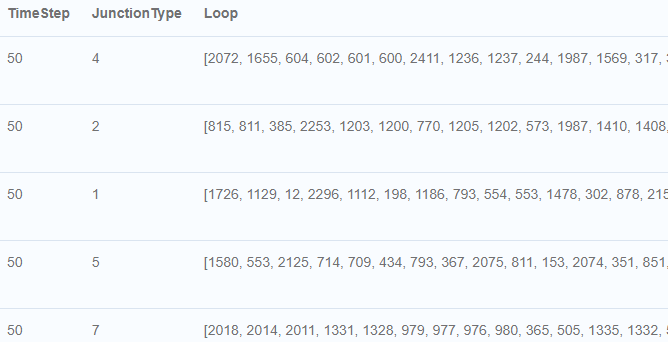 TimeStep JunctionType Loop
50 4 [2072, 1655, 604, 602, 601, 600, 2411, 1236, 1237, 244, 1987, 1569, 317,
50 2 [815, 811, 385, 2253, 1203, 1200, 770, 1205, 1202, 573, 1987, 1410, 1408,
50 1 [1726, 1129, 12, 2296, 1112, 198, 1186, 793, 554, 553, 1478, 302, 878, 215
50 5 [1580, 553, 2125, 714, 709, 434, 793, 367, 2075, 811, 153, 2074, 351, 851,
50 7 [2018, 2014, 2011, 1331, 1328, 979, 977, 976, 980, 365, 505, 1335, 1332,